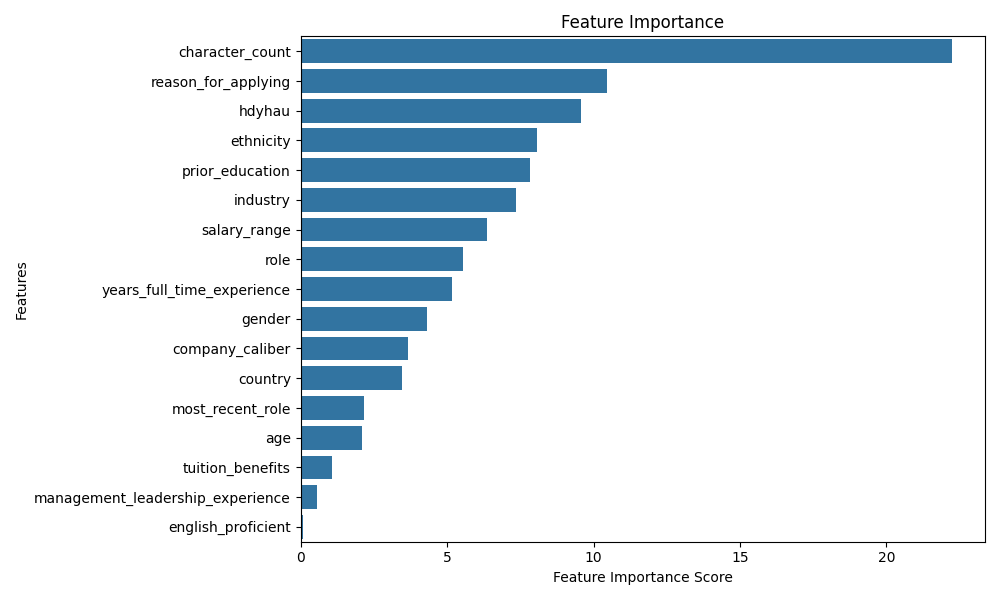 Feature Importance
character_count
reason_for_applying
hdyhau
ethnicity
prior_education
industry
salary_range
role
years_full_time_experience
gender
company_caliber
country
most_recent_role
age
tuition_benefits
management_leadership_experience
english_proficient
Features
0 5 10 15 20
Feature Importance Score